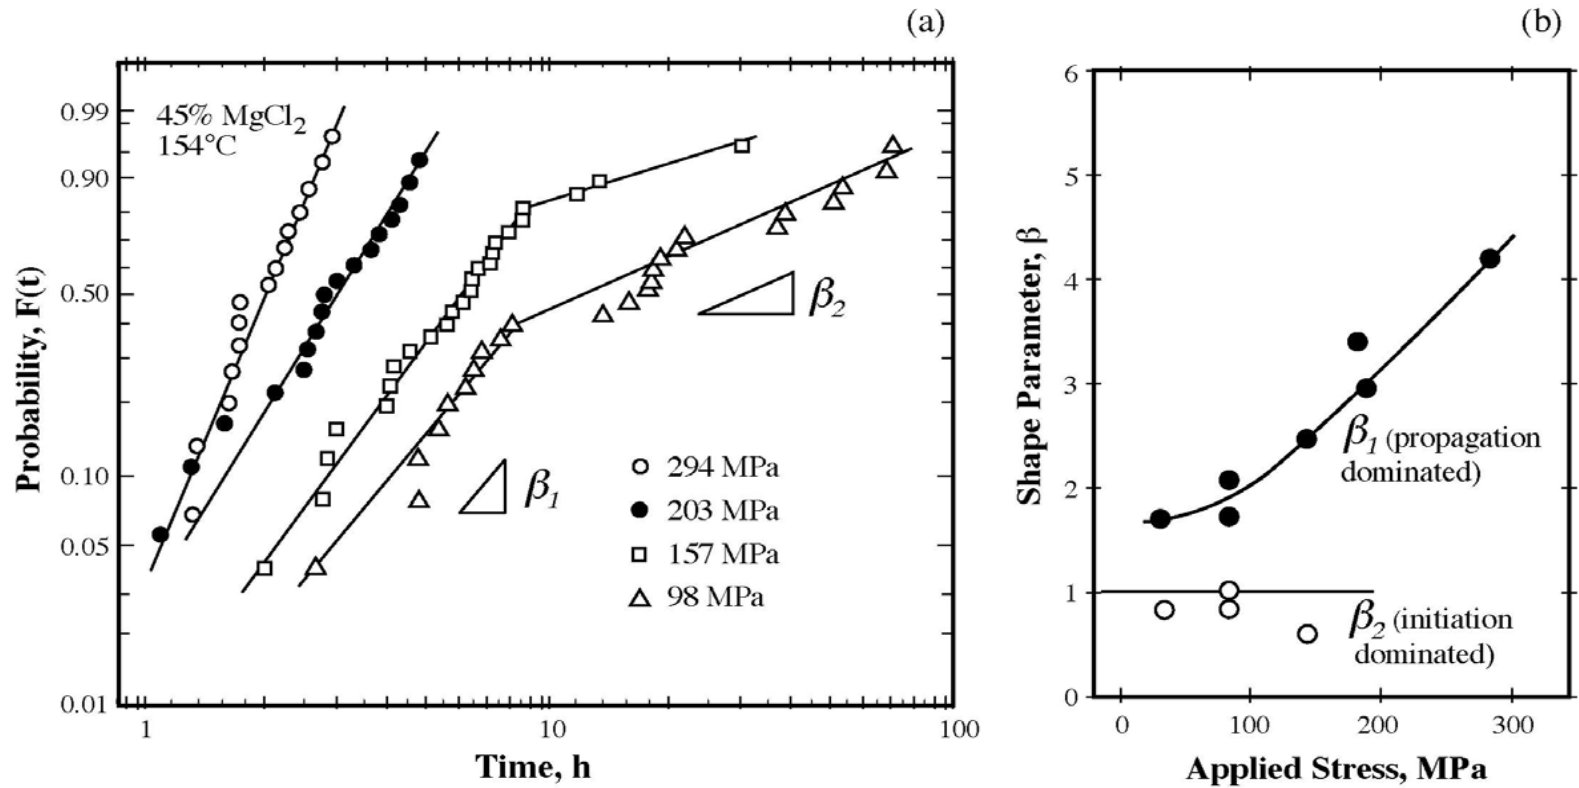 (a)
45% MgCl2
154°C
0.99
0.90
0.50
0.10
0.05
0.01
Probability, F(t)
β2
β1
294 MPa
203 MPa
157 MPa
98 MPa
1
10
100
Time, h
(b)
6
5
4
3
2
1
0
Shape Parameter, β
β1 (propagation
dominated)
β2 (initiation
dominated)
0
100
200
300
Applied Stress, MPa